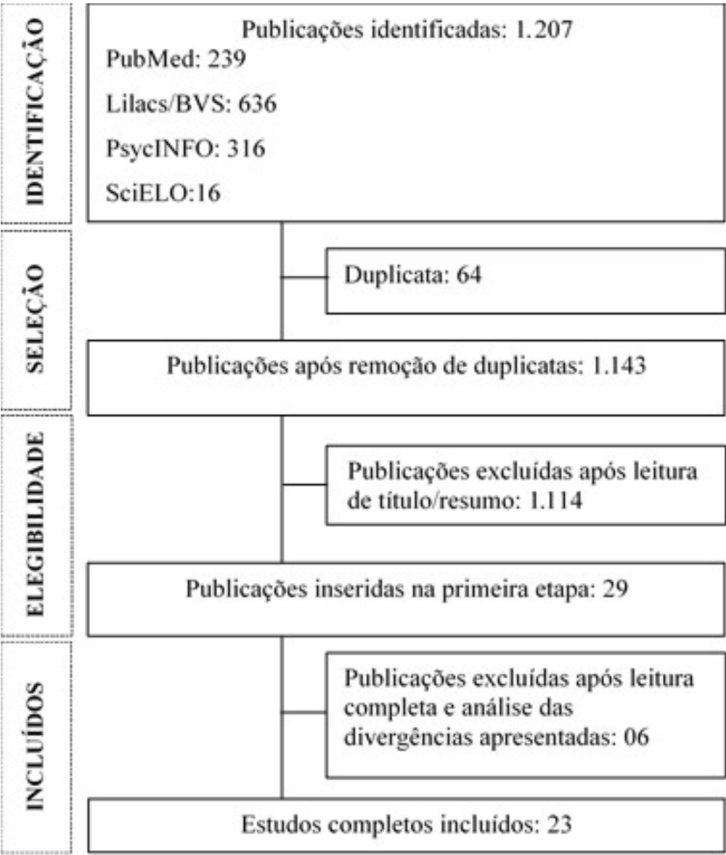 IDENTIFICAÇÃO
Publicações identificadas: 1.207
PubMed: 239
Lilacs/BVS: 636
PsycINFO: 316
SciELO:16
SELEÇÃO
Duplicata: 64
Publicações após remoção de duplicatas: 1.143
ELEGIBILIDADE
Publicações excluídas após leitura
de título/resumo: 1.114
Publicações inseridas na primeira etapa: 29
INCLUÍDOS
Publicações excluídas após leitura
completa e análise das
divergências apresentadas: 06
Estudos completos incluídos: 23